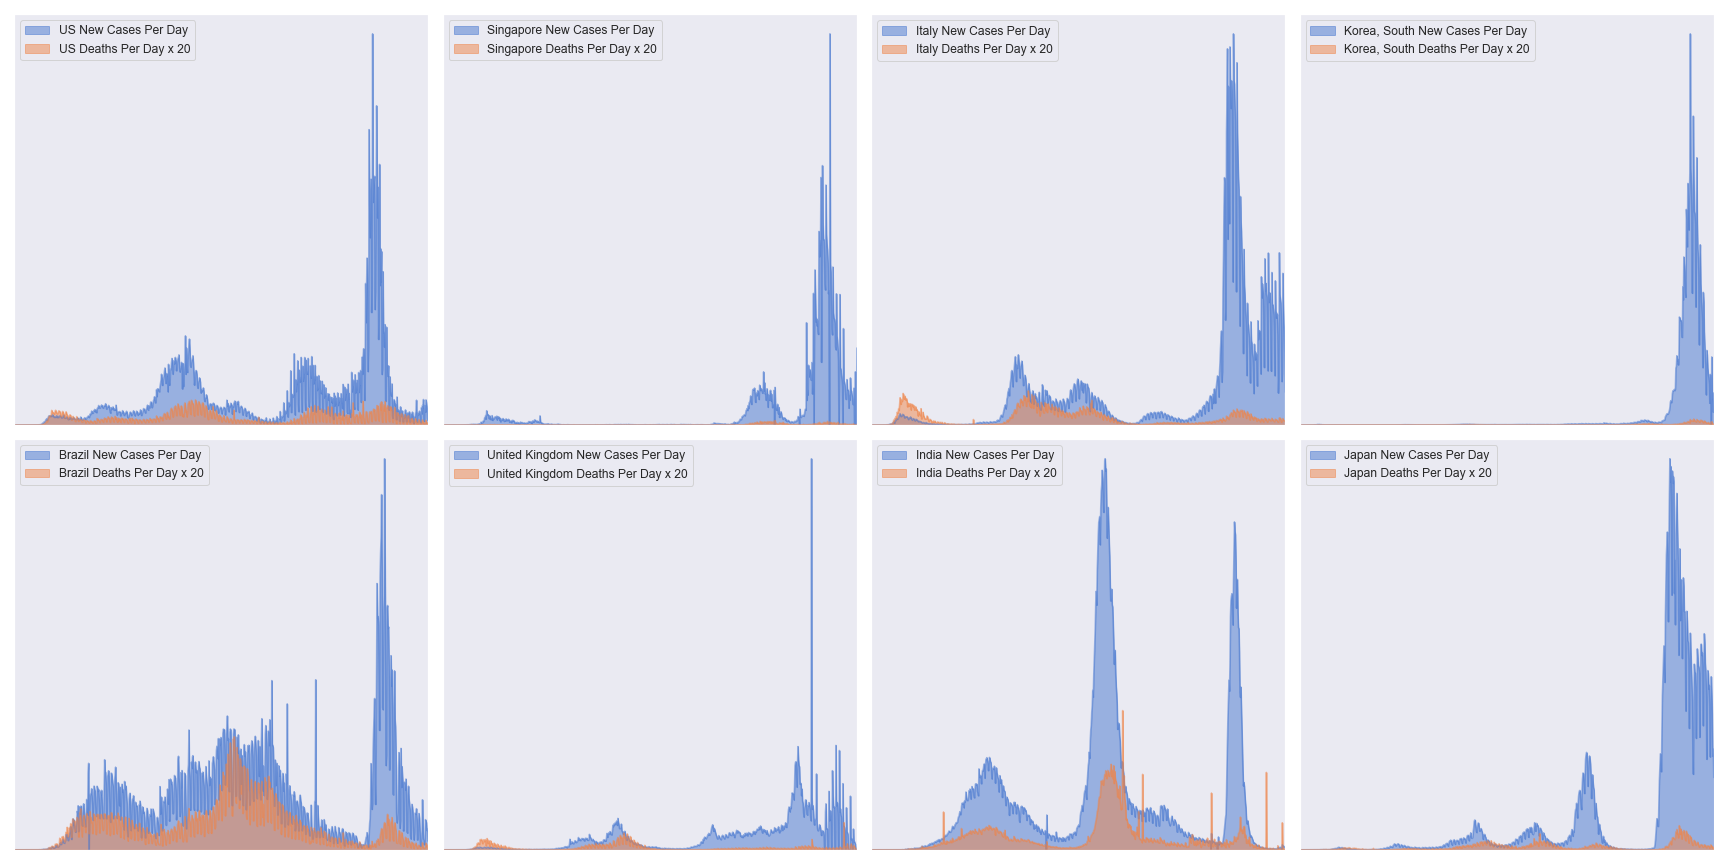 US New Cases Per Day
US Deaths Per Day x 20
Singapore New Cases Per Day
Singapore Deaths Per Day x 20
Italy New Cases Per Day
Italy Deaths Per Day x 20
Korea, South New Cases Per Day
Korea, South Deaths Per Day x 20
Brazil New Cases Per Day
Brazil Deaths Per Day x 20
United Kingdom New Cases Per Day
United Kingdom Deaths Per Day x 20
India New Cases Per Day
India Deaths Per Day x 20
Japan New Cases Per Day
Japan Deaths Per Day x 20